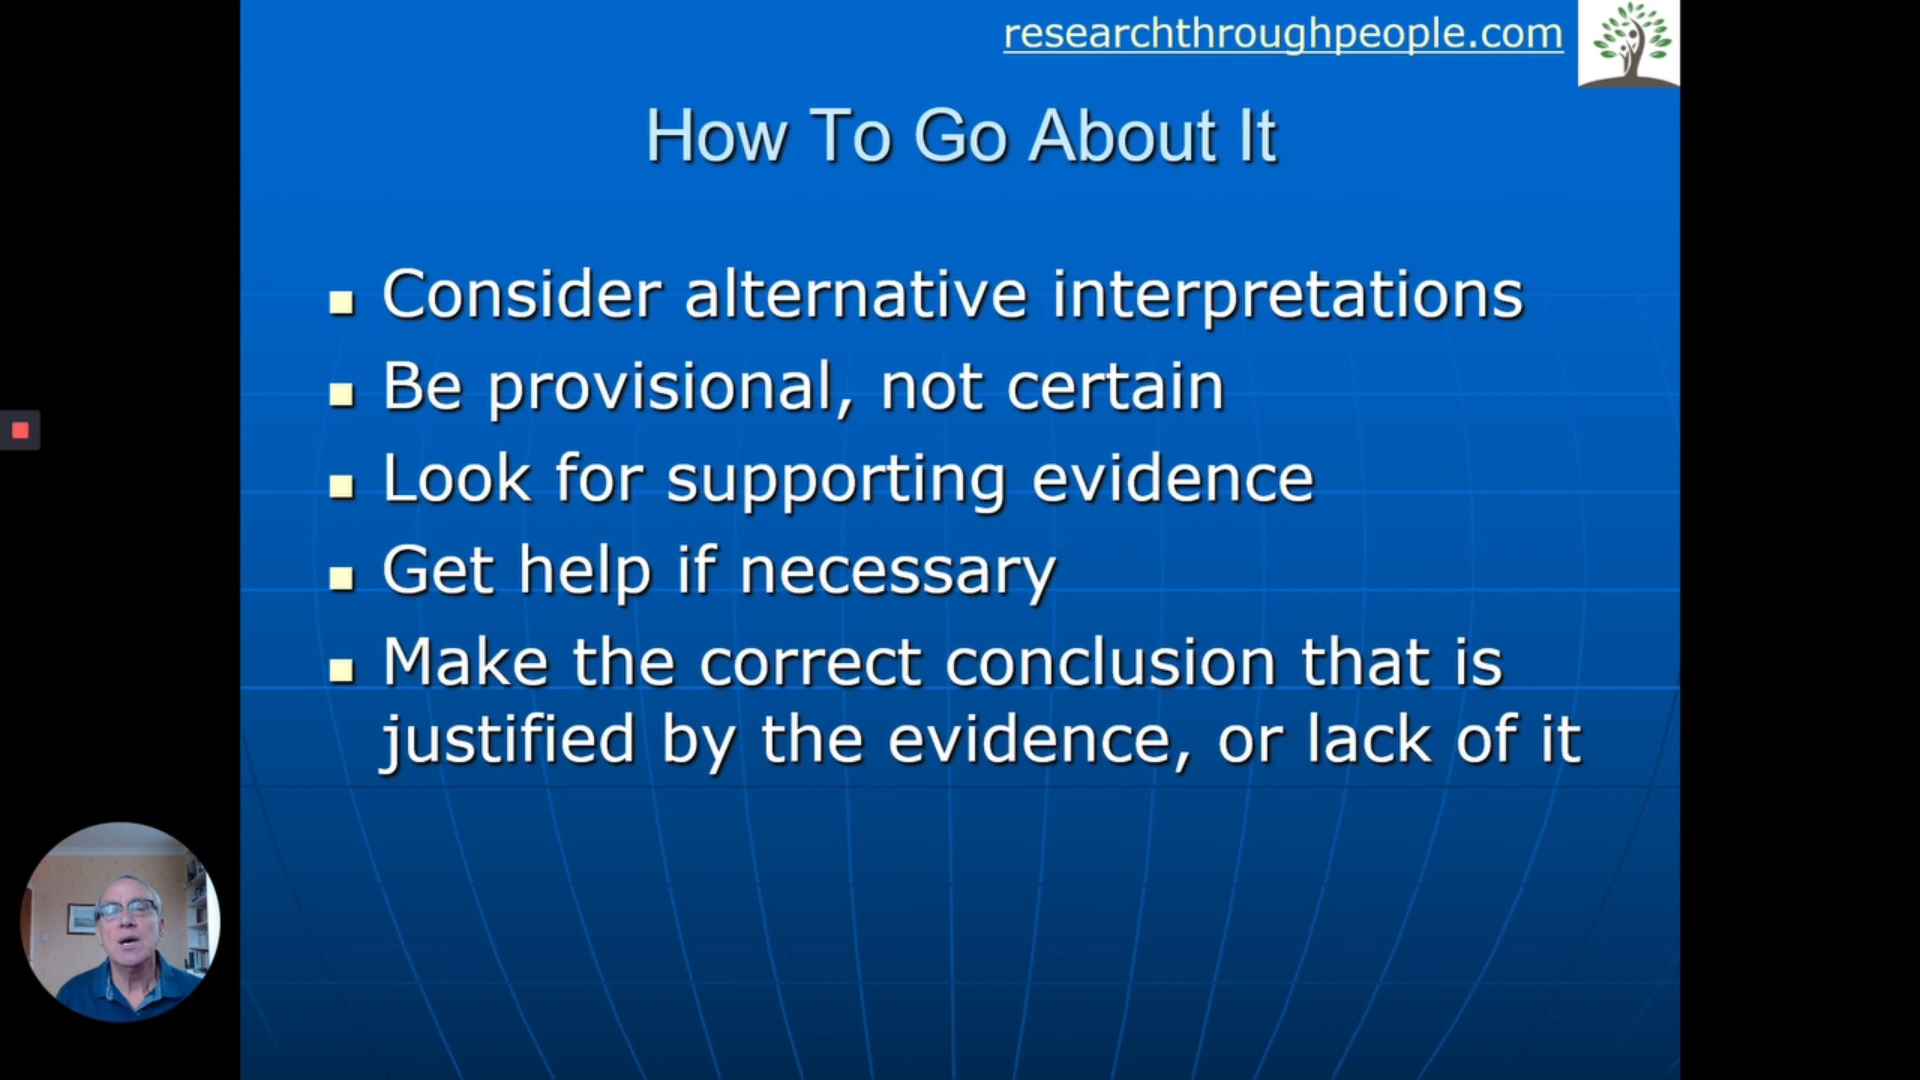 researchthroughpeople.com
How To Go About It
Consider alternative interpretations
Be provisional, not certain
Look for supporting evidence
Get help if necessary
Make the correct conclusion that is
justified by the evidence, or lack of it